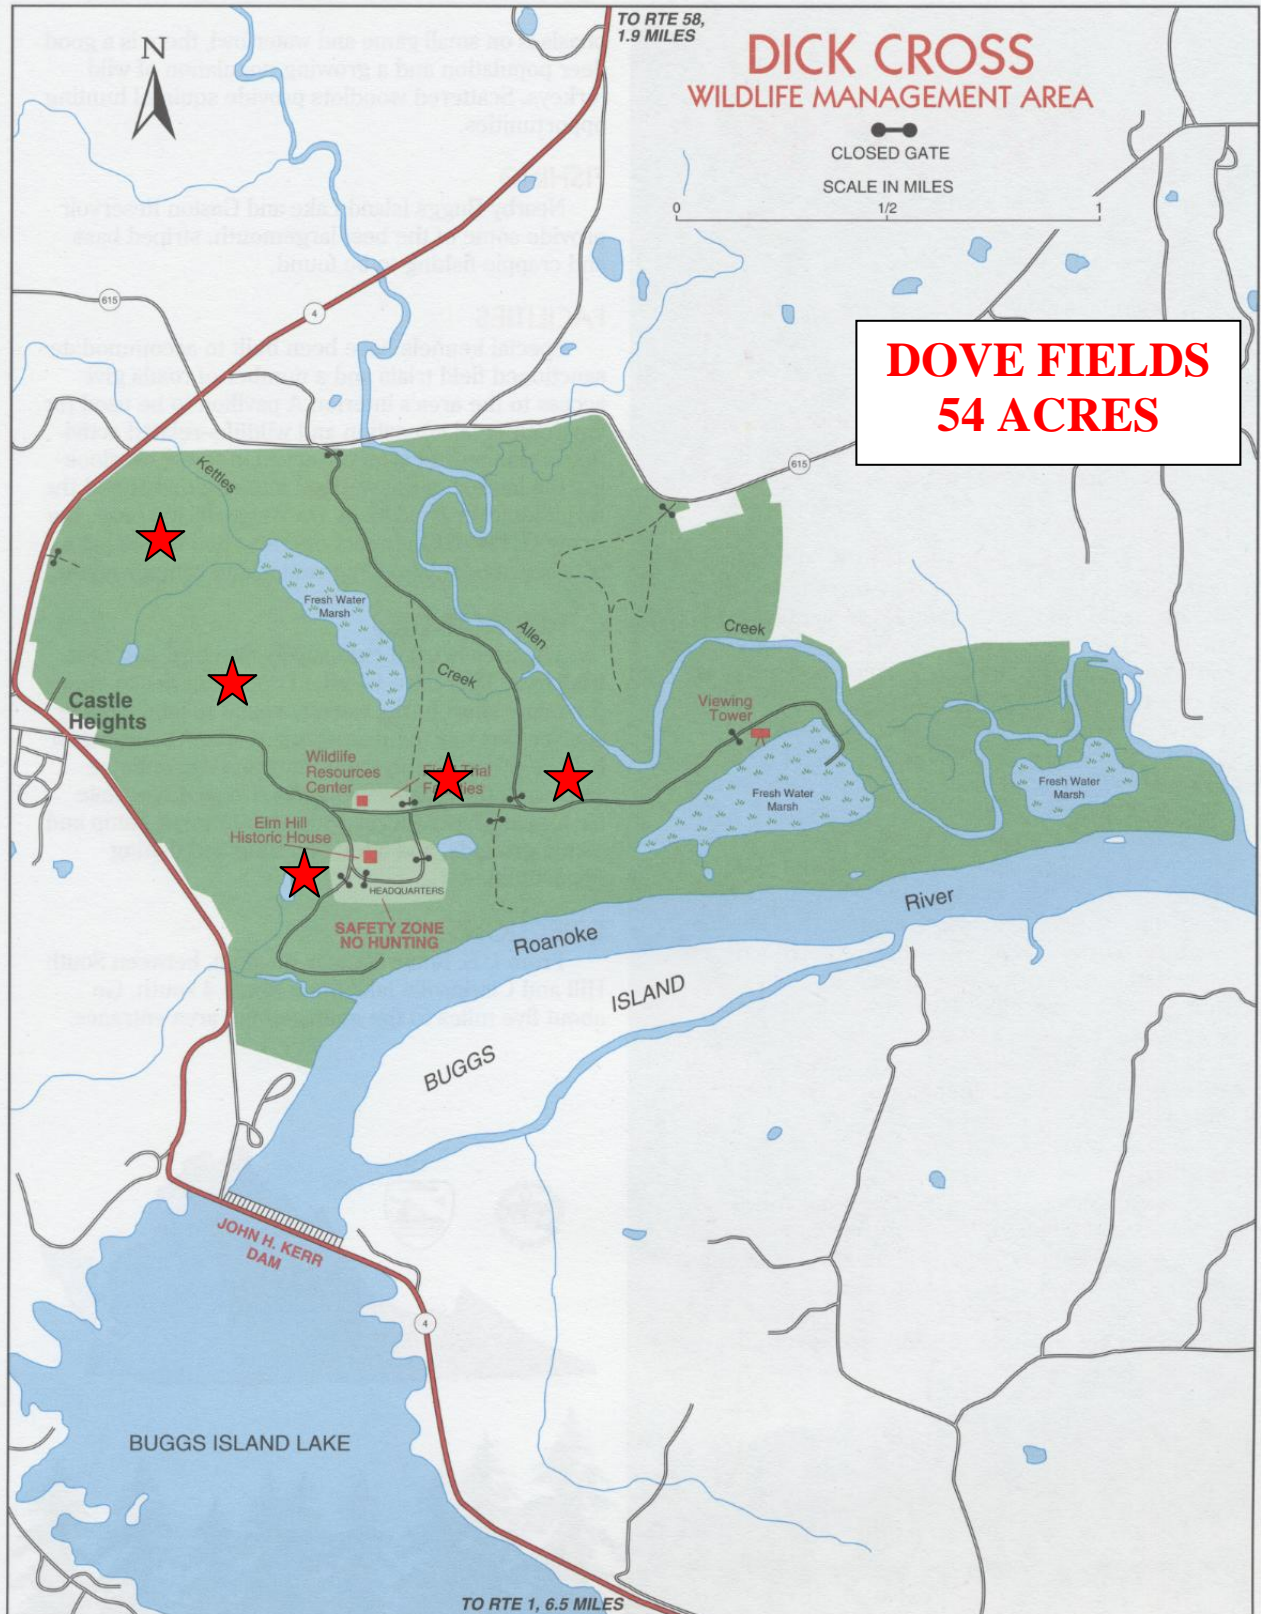 TO RTE 58,
1.9 MILES
N
DICK CROSS
WILDLIFE MANAGEMENT AREA
CLOSED GATE
SCALE IN MILES
0 1/2 1
615
4
DOVE FIELDS
54 ACRES
615
Kettles
Fresh Water
Marsh
Allen
Creek
Creek
Castle
Heights
Viewing
Tower
Wildlife
Resources
Center
Trial
Fresh Water
Marsh
Fresh Water
Marsh
Elm Hill
Historic House
HEADQUARTERS
SAFETY ZONE
NO HUNTING
Roanoke
River
ISLAND
BUGGS
JOHN H. KERR
DAM
4
BUGGS ISLAND LAKE
TO RTE 1, 6.5 MILES